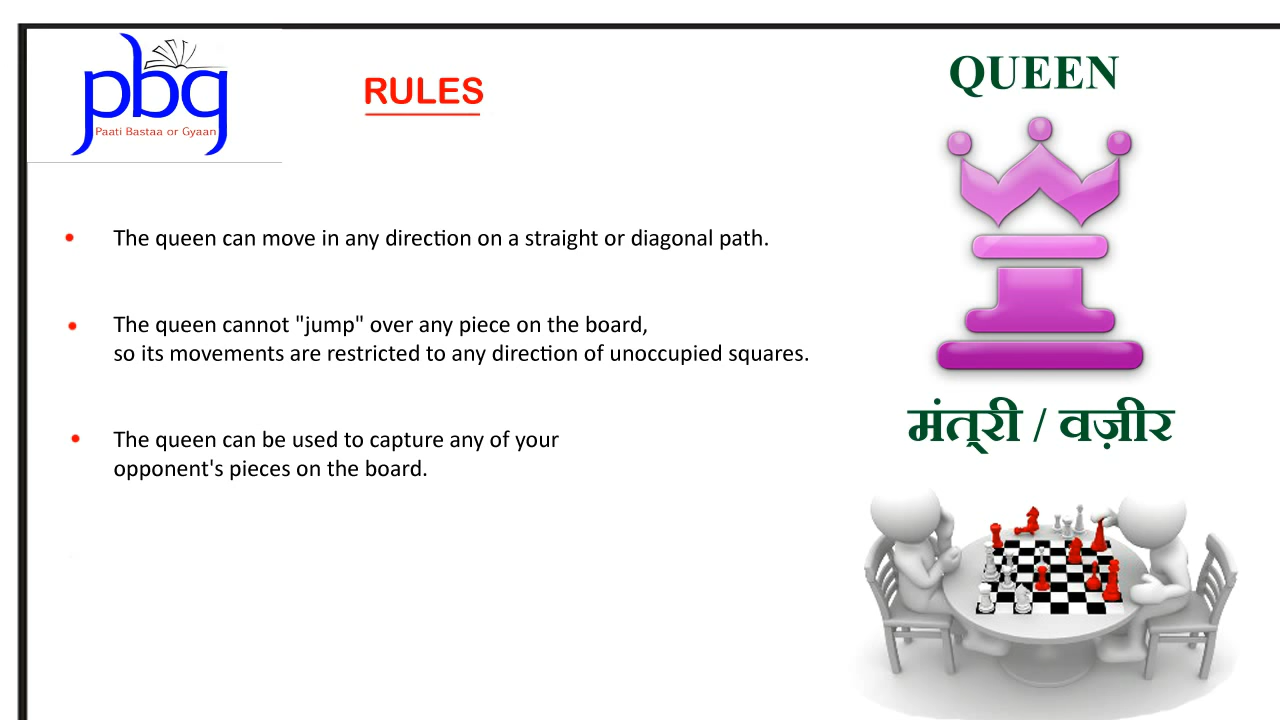 pbg
Paati Bastaa or Gyaan
RULES
QUEEN
The queen can move in any direction on a straight or diagonal path.
The queen cannot "jump" over any piece on the board,
so its movements are restricted to any direction of unoccupied squares.
The queen can be used to capture any of your
opponent's pieces on the board.
मंत्री / वज़ीर